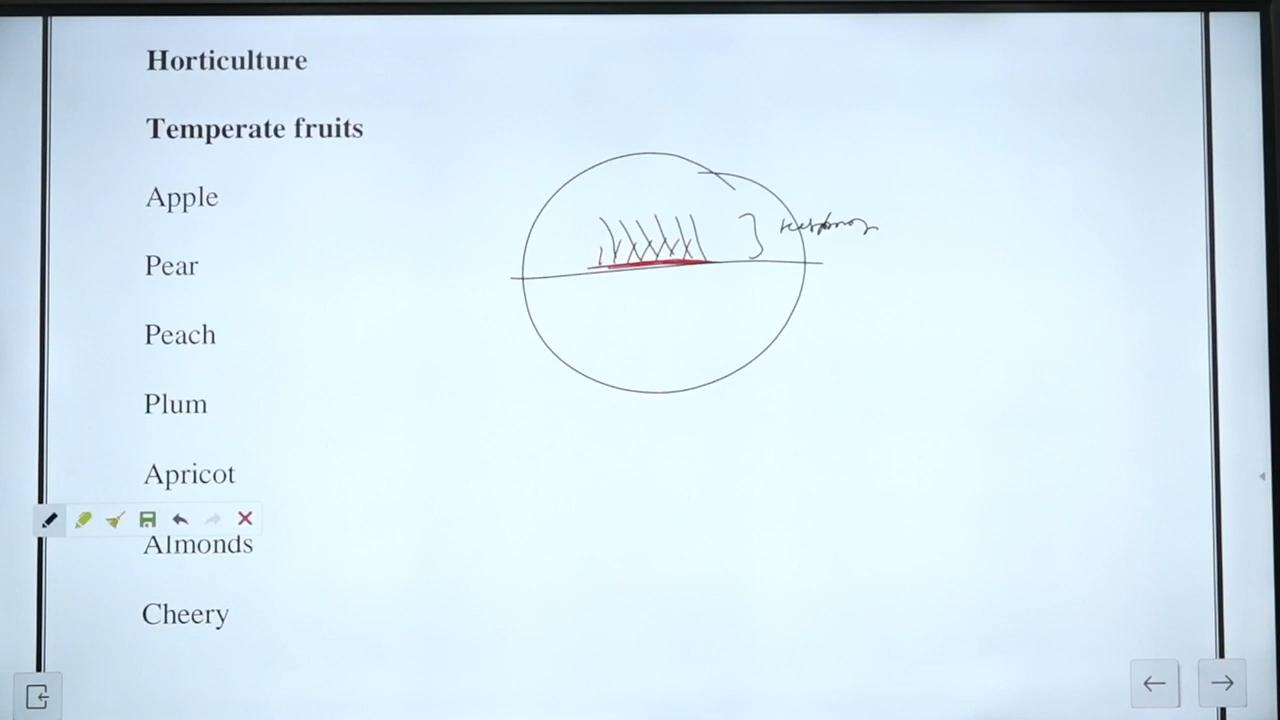 Horticulture
Temperate fruits
Apple
Pear
Peach
Plum
Apricot
Almonds
Cheery